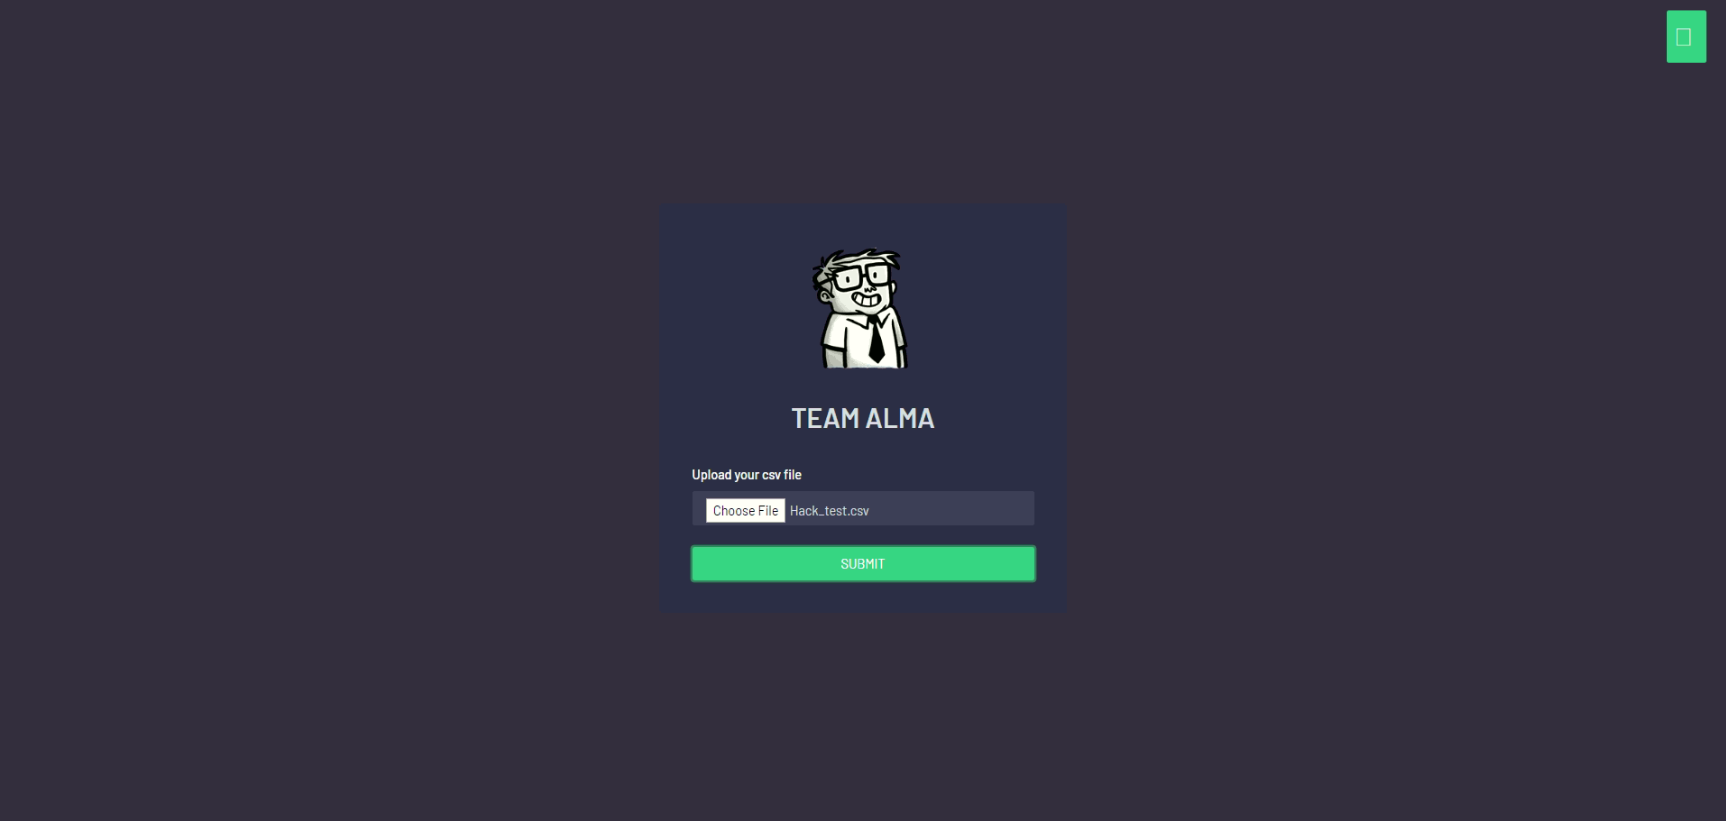 TEAM ALMA
Upload your csv file
Choose File Hack_test.csv
SUBMIT